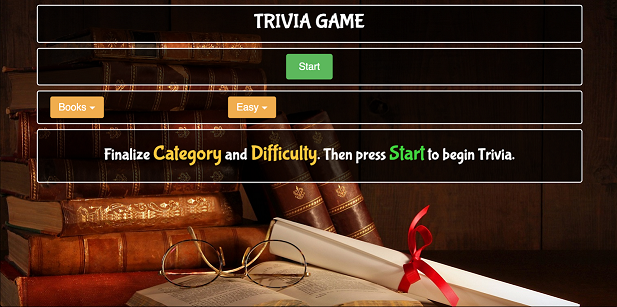 TRIVIA GAME
Start
Books Easy
Finalize Category and Difficulty. Then press Start to begin Trivia.